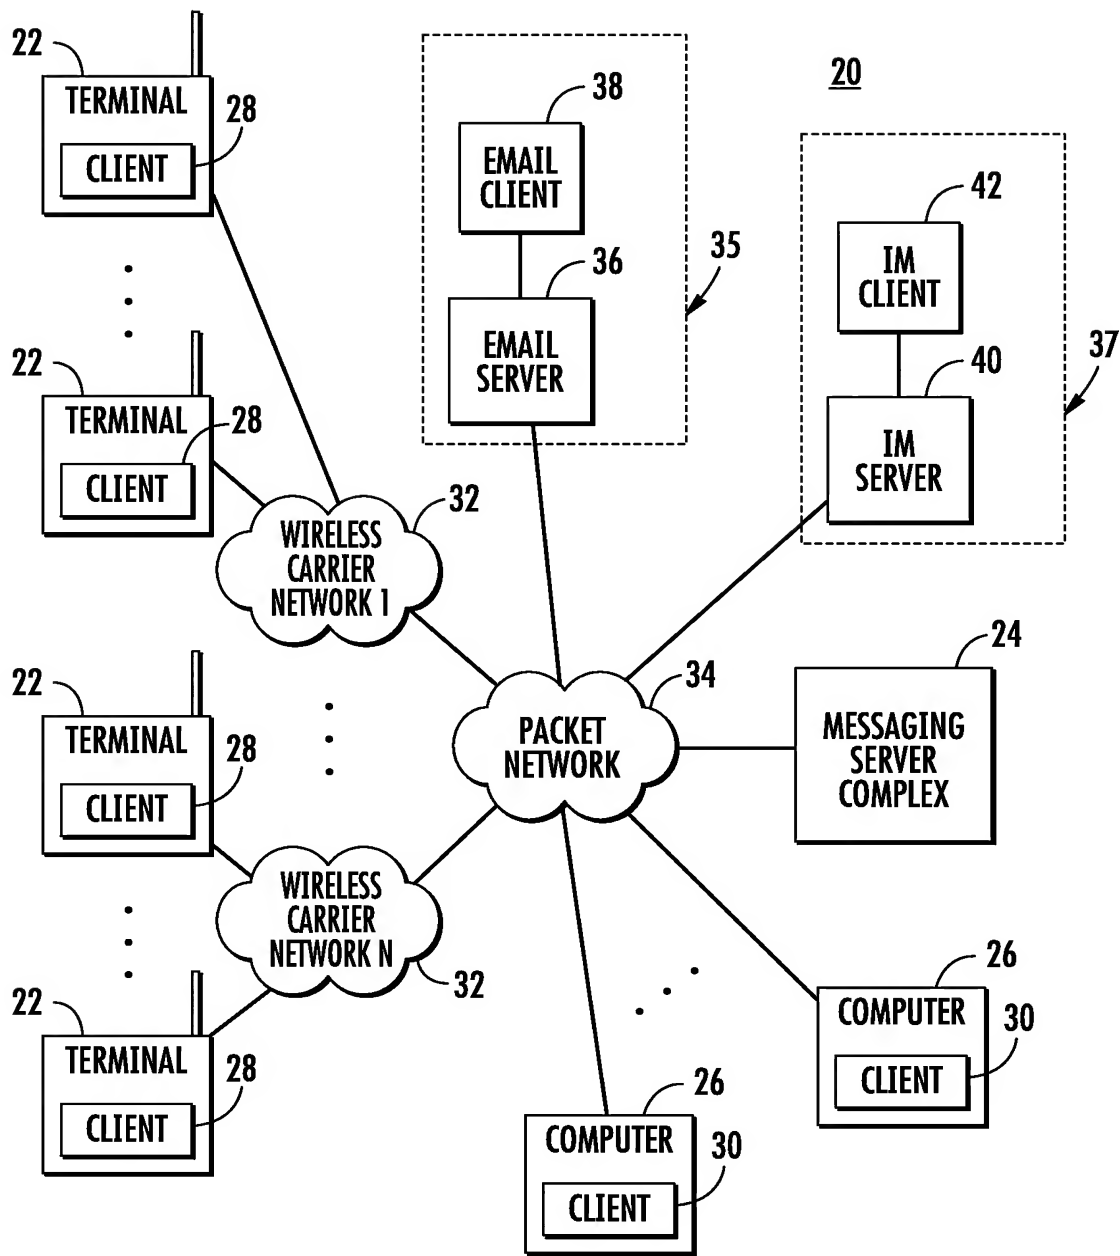 22
TERMINAL
28
CLIENT
22
TERMINAL
28
CLIENT
32
WIRELESS
CARRIER
NETWORK 1
22
TERMINAL
28
CLIENT
WIRELESS
CARRIER
NETWORK N
32
22
TERMINAL
28
CLIENT
38
EMAIL
CLIENT
36
EMAIL
SERVER
35
20
42
IM
CLIENT
40
IM
SERVER
37
34
PACKET
NETWORK
24
MESSAGING
SERVER
COMPLEX
26
COMPUTER
30
CLIENT
26
COMPUTER
30
CLIENT